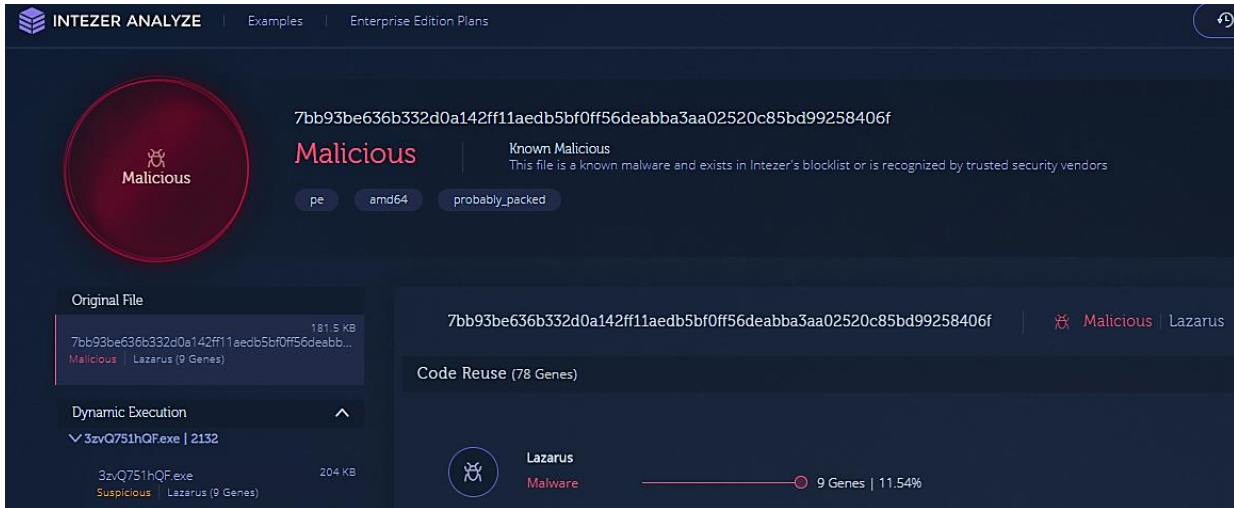 INTEZER ANALYZE Examples Enterprise Edition Plans
7bb93be636b332d0a142ff11aedb5bf0ff56deabba3aa02520c85bd99258406f
Malicious
Malicious
Known Malicious
This file is a known malware and exists in Intezer's blocklist or is recognized by trusted security vendors
pe amd64 probably_packed
Original File
181.5 KB
7bb93be636b332d0a142ff11aedb5bf0ff56deabb...
Malicious | Lazarus (9 Genes)
Dynamic Execution
3zvQ751hQF.exe | 2132
3zvQ751hQF.exe 204 KB
Suspicious | Lazarus (9 Genes)
7bb93be636b332d0a142ff11aedb5bf0ff56deabba3aa02520c85bd99258406f Malicious | Lazarus
Code Reuse (78 Genes)
Lazarus
Malware 9 Genes | 11.54%